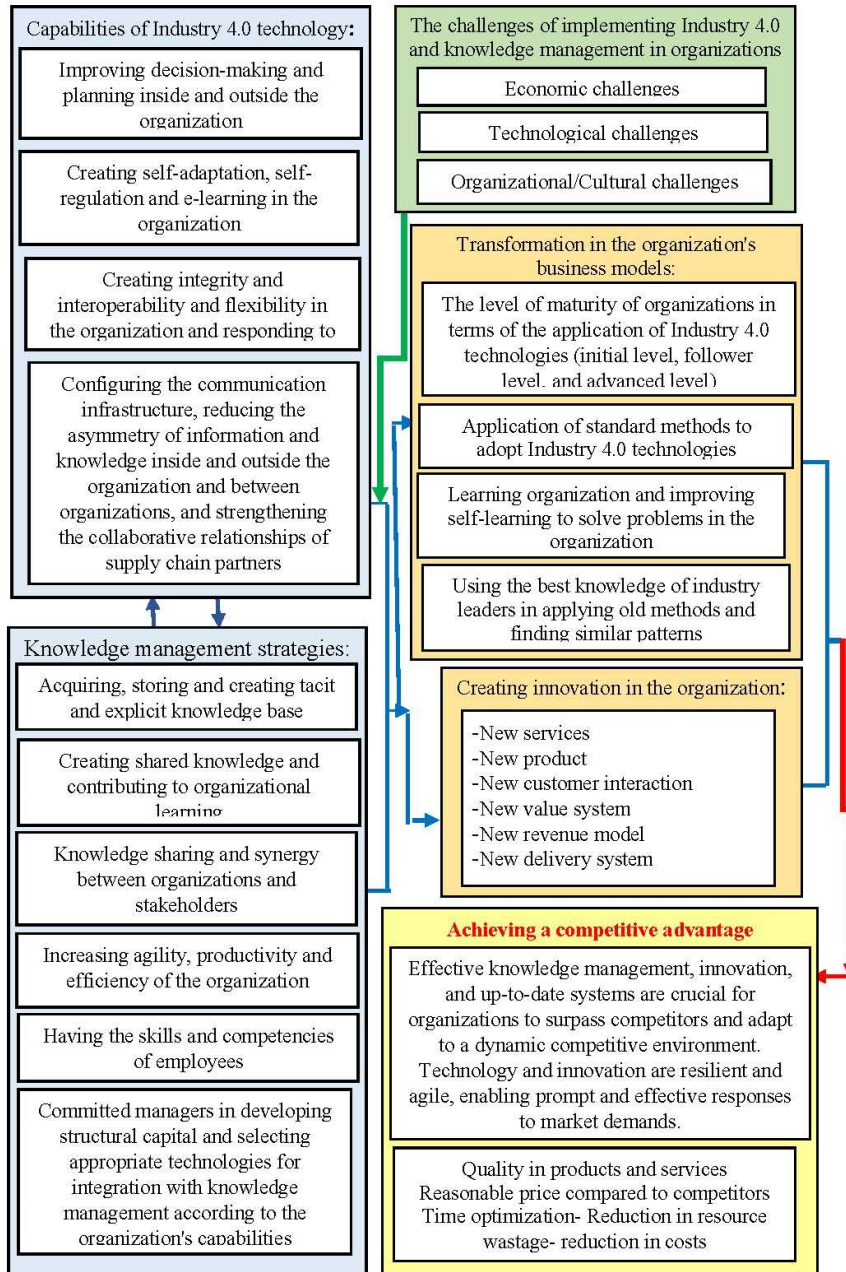 Capabilities of Industry 4.0 technology:
Improving decision-making and
planning inside and outside the
organization
Creating self-adaptation, self-
regulation and e-learning in the
organization
Creating integrity and
interoperability and flexibility in
the organization and responding to
Configuring the communication
infrastructure, reducing the
asymmetry of information and
knowledge inside and outside the
organization and between
organizations, and strengthening
the collaborative relationships of
supply chain partners
Knowledge management strategies:
Acquiring, storing and creating tacit
and explicit knowledge base
Creating shared knowledge and
contributing to organizational
learning
Knowledge sharing and synergy
between organizations and
stakeholders
Increasing agility, productivity and
efficiency of the organization
Having the skills and competencies
of employees
Committed managers in developing
structural capital and selecting
appropriate technologies for
integration with knowledge
management according to the
organization's capabilities
The challenges of implementing Industry 4.0
and knowledge management in organizations
Economic challenges
Technological challenges
Organizational/Cultural challenges
Transformation in the organization's
business models:
The level of maturity of organizations in
terms of the application of Industry 4.0
technologies (initial level, follower
level, and advanced level)
Application of standard methods to
adopt Industry 4.0 technologies
Learning organization and improving
self-learning to solve problems in the
organization
Using the best knowledge of industry
leaders in applying old methods and
finding similar patterns
Creating innovation in the organization:
-New services
-New product
-New customer interaction
-New value system
-New revenue model
-New delivery system
Achieving a competitive advantage
Effective knowledge management, innovation,
and up-to-date systems are crucial for
organizations to surpass competitors and adapt
to a dynamic competitive environment.
Technology and innovation are resilient and
agile, enabling prompt and effective responses
to market demands.
Quality in products and services
Reasonable price compared to competitors
Time optimization- Reduction in resource
wastage- reduction in costs